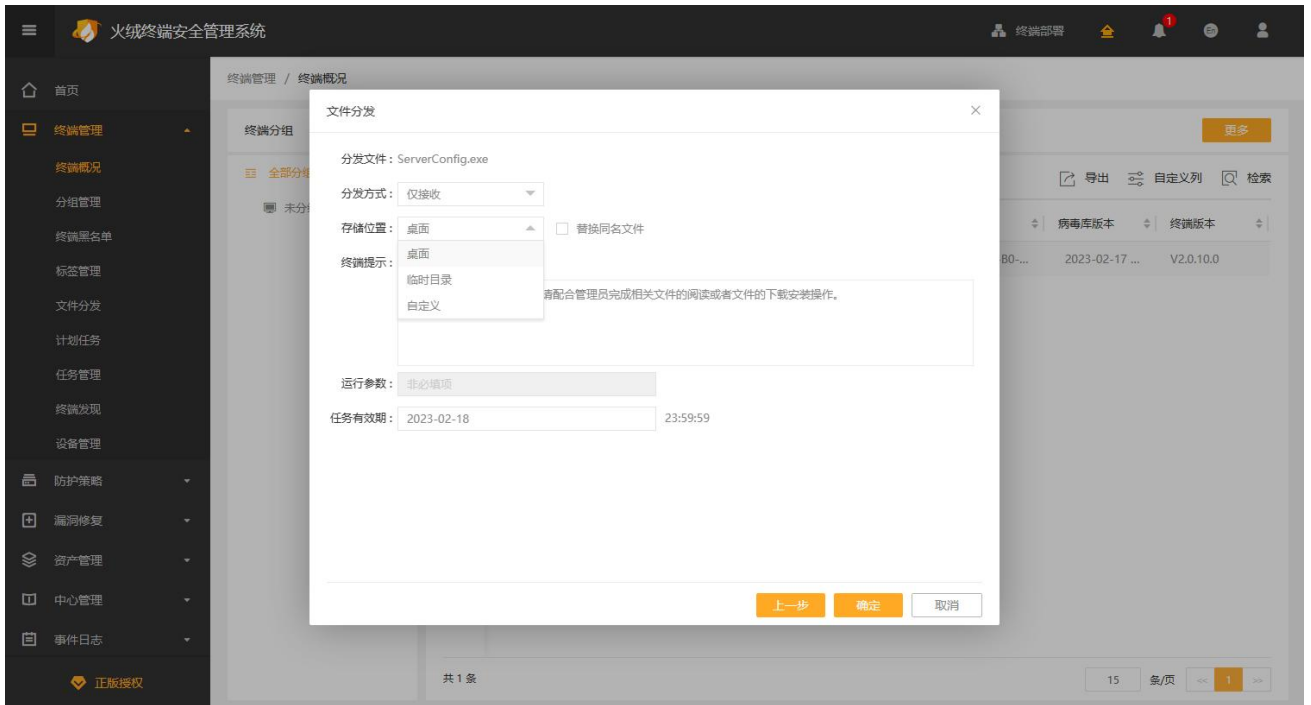 火绒终端安全管理系统
终端部署
1
En
首页
终端管理
终端概况
分组管理
终端黑名单
标签管理
文件分发
计划任务
任务管理
终端发现
设备管理
防护策略
漏洞修复
资产管理
中心管理
事件日志
正版授权
终端管理 / 终端概况
终端分组
更多
全部分组
导出 自定义列 检索
病毒库版本 终端版本
B0-... 2023-02-17 ... V2.0.10.0
文件分发
分发文件：ServerConfig.exe
分发方式：仅接收
存储位置：桌面 替换同名文件
桌面
临时目录
自定义
终端提示：
请配合管理员完成相关文件的阅读或者文件的下载安装操作。
运行参数：非必填项
任务有效期：2023-02-18 23:59:59
上一步 确定 取消
共 1 条
15 条/页 << 1 >>